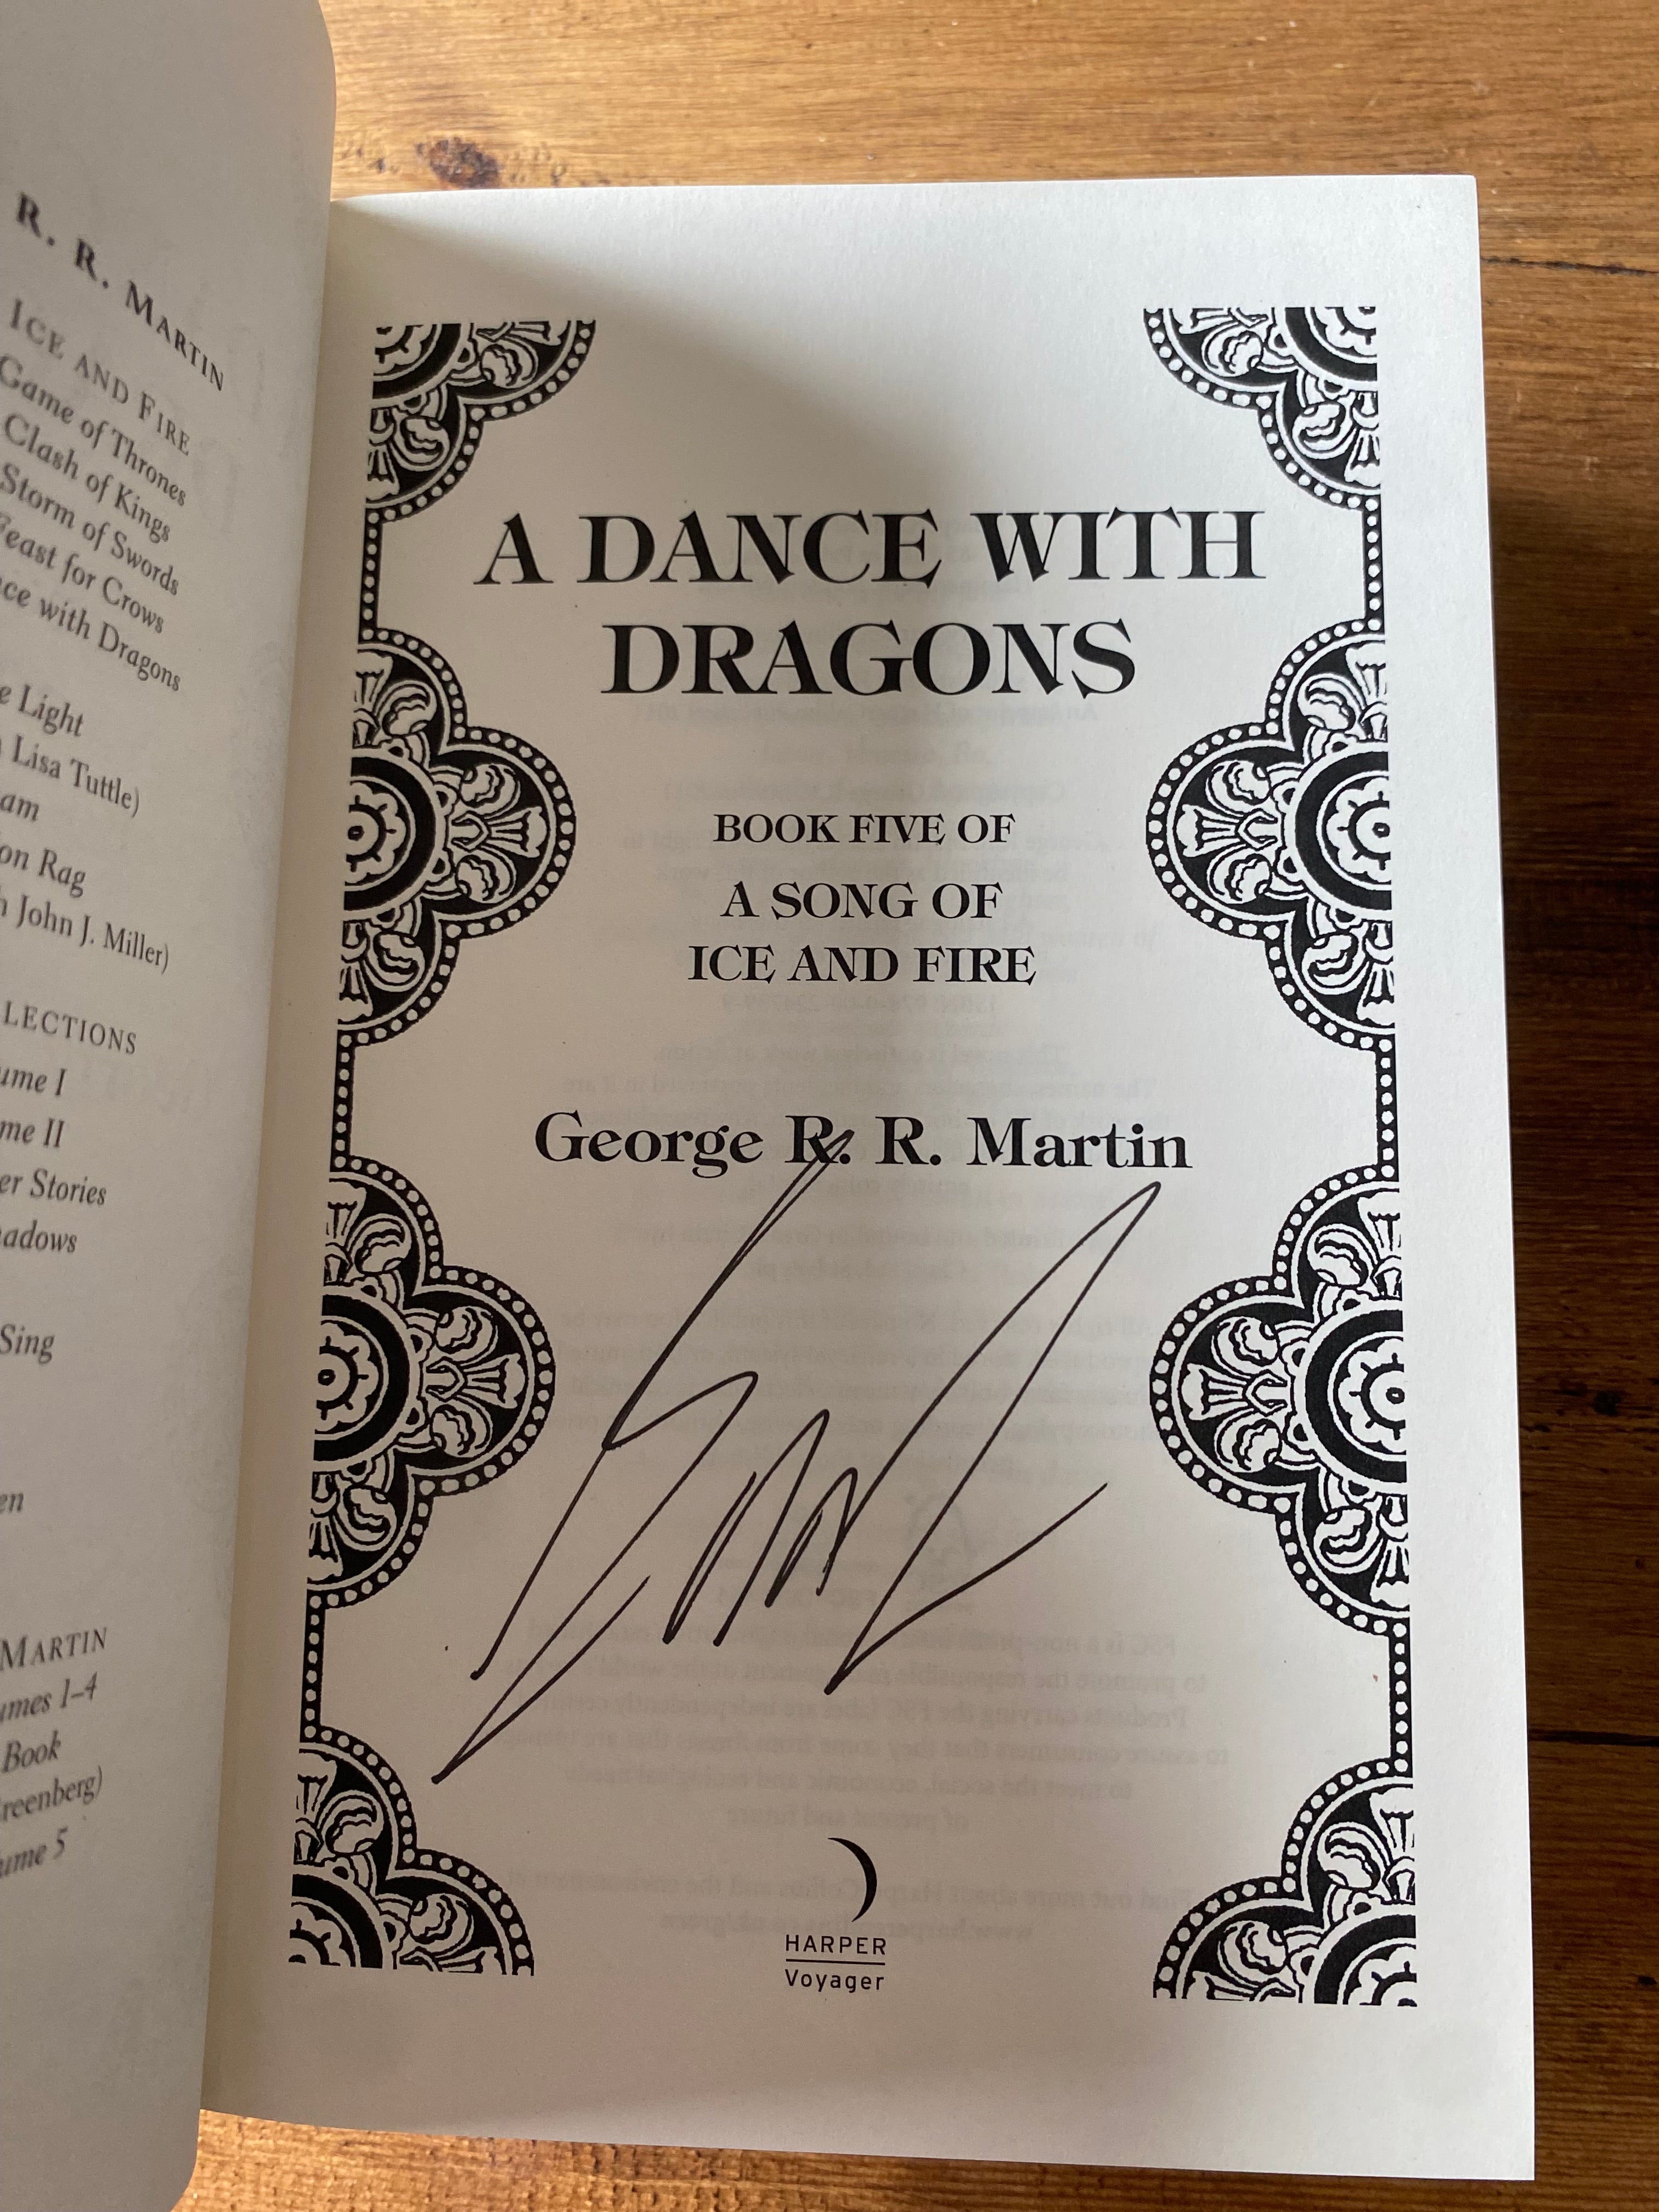 R. R. MARTIN
ICE AND FIRE
Game of Thrones
Clash of Kings
Storm of Swords
Feast for Crows
nce with Dragons
e Light
Lisa Tuttle)
am
on Rag
h John J. Miller)
LECTIONS
ume I
me II
er Stories
adows
Sing
en
MARTIN
umes 1–4
Book
reenberg)
ume 5
A DANCE WITH
DRAGONS
BOOK FIVE OF
A SONG OF
ICE AND FIRE
George R. R. Martin
HARPER
Voyager